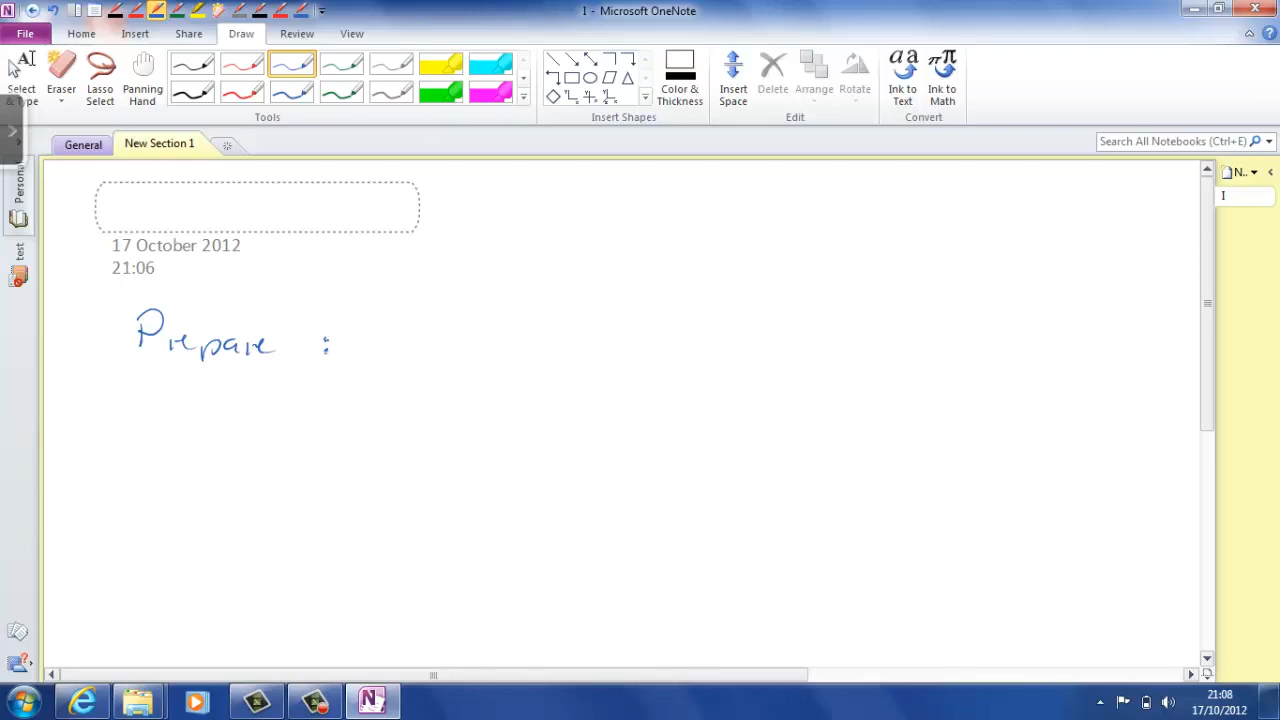 1 - Microsoft OneNote
File Home Insert Share Draw Review View
Select & Type Eraser Lasso Select Panning Hand Color & Thickness Insert Space Delete Arrange Rotate Ink to Text Ink to Math
Tools Insert Shapes Edit Convert
General New Section 1 Search All Notebooks (Ctrl+E)
N..
I
Personal
test
17 October 2012
21:06
Prepare :
21:08
17/10/2012